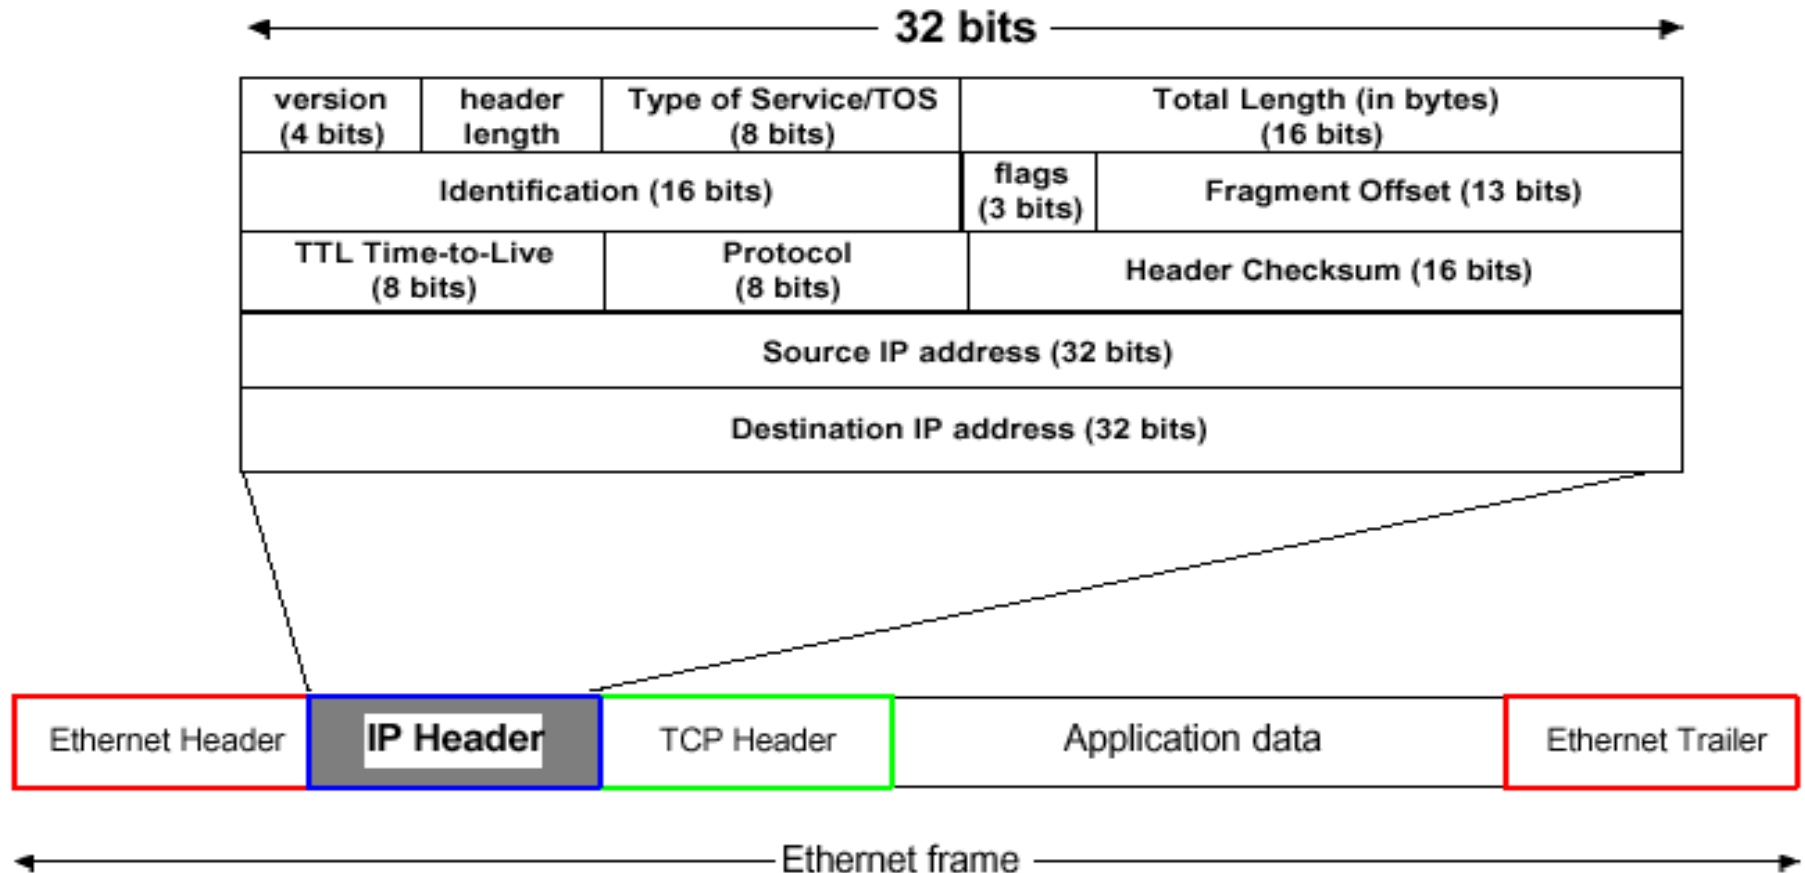 32 bits
version
(4 bits)
header
length
Type of Service/TOS
(8 bits)
Total Length (in bytes)
(16 bits)
Identification (16 bits)
flags
(3 bits)
Fragment Offset (13 bits)
TTL Time-to-Live
(8 bits)
Protocol
(8 bits)
Header Checksum (16 bits)
Source IP address (32 bits)
Destination IP address (32 bits)
Ethernet Header
IP Header
TCP Header
Application data
Ethernet Trailer
Ethernet frame